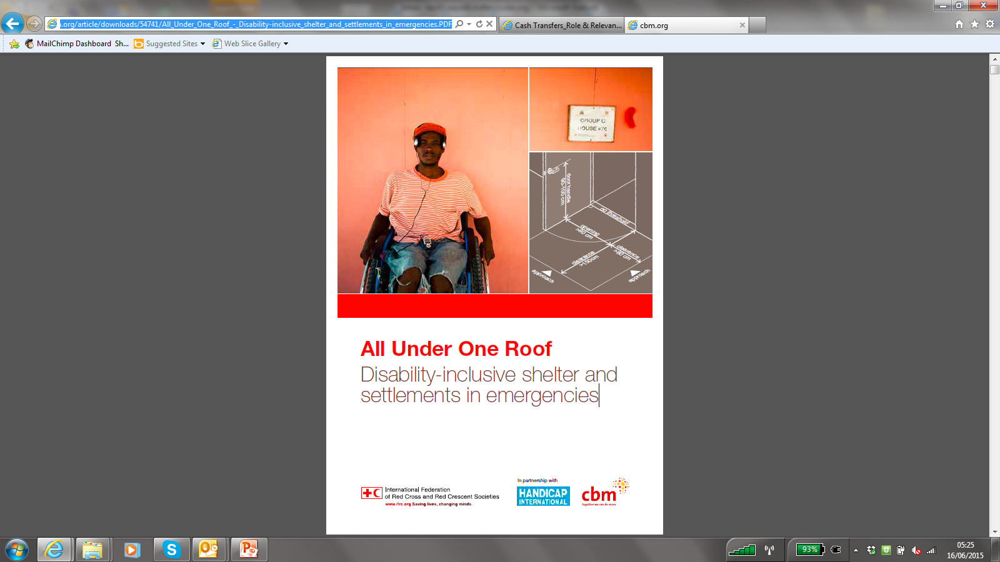 ).org/article/downloads/54741/All_Under_One_Roof_-_Disability-inclusive_shelter_and_settlements_in_emergencies.PDF
Cash Transfers_Role & Relevan...
cbm.org
MailChimp Dashboard Sh...
Suggested Sites
Web Slice Gallery
GROUP C
HOUSE #76
door handle
90-100 cm
no threshold
opening
>90 cm
clearance
>60 cm
clearance
>150cm
approach
approach
All Under One Roof
Disability-inclusive shelter and
settlements in emergencies
International Federation
of Red Cross and Red Crescent Societies
www.ifrc.org Saving lives, changing minds.
In partnership with
HANDICAP
INTERNATIONAL
cbm
together we can do more
93%
05:25
16/06/2015